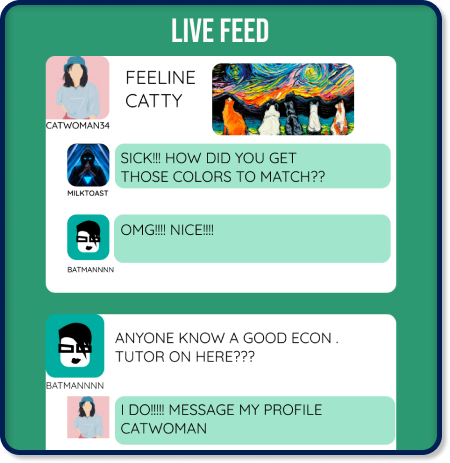 LIVE FEED
FEELINE
CATTY
CATWOMAN34
SICK!!! HOW DID YOU GET
THOSE COLORS TO MATCH??
MILKTOAST
OMG!!!! NICE!!!!
BATMANNNN
ANYONE KNOW A GOOD ECON .
TUTOR ON HERE???
BATMANNNN
I DO!!!!! MESSAGE MY PROFILE
CATWOMAN